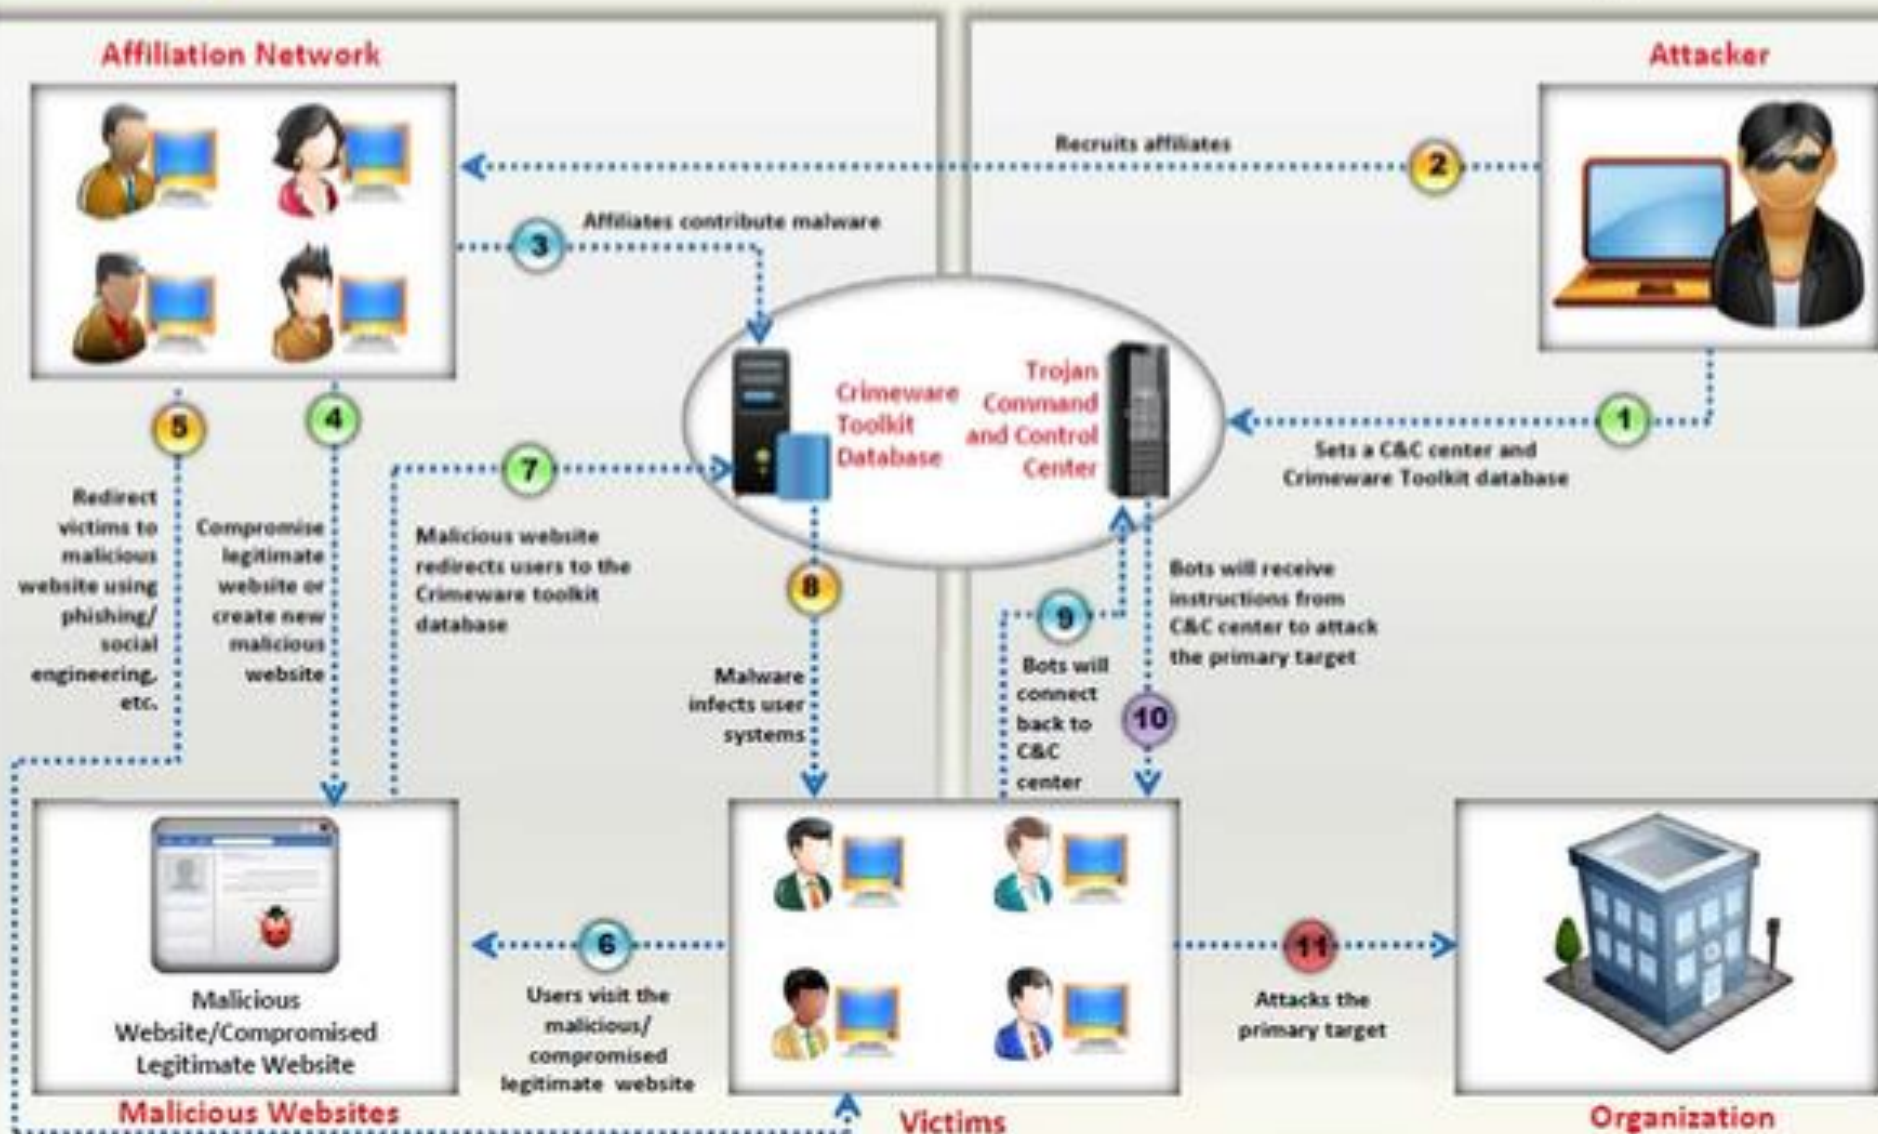 Affiliation Network
Attacker
Recruits affiliates
2
3
Affiliates contribute malware
Crimeware
Toolkit
Database
Trojan
Command
and Control
Center
1
Sets a C&C center and
Crimeware Toolkit database
5
Redirect
victims to
malicious
website using
phishing/
social
engineering,
etc.
4
Compromise
legitimate
website or
create new
malicious
website
7
Malicious website
redirects users to the
Crimeware toolkit
database
8
Malware
infects user
systems
9
Bots will
connect
back to
C&C
center
Bots will receive
instructions from
C&C center to attack
the primary target
10
Malicious
Website/Compromised
Legitimate Website
Malicious Websites
6
Users visit the
malicious/
compromised
legitimate website
Victims
11
Attacks the
primary target
Organization